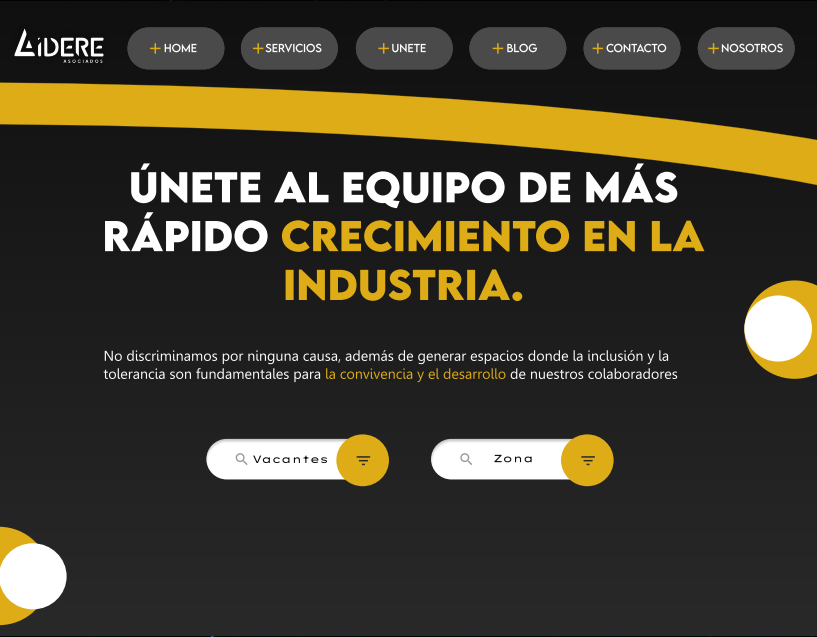 LÍDERE
ASOCIADOS
+ HOME
+ SERVICIOS
+ UNETE
+ BLOG
+ CONTACTO
+ NOSOTROS
ÚNETE AL EQUIPO DE MÁS
RÁPIDO CRECIMIENTO EN LA
INDUSTRIA.
No discriminamos por ninguna causa, además de generar espacios donde la inclusión y la
tolerancia son fundamentales para la convivencia y el desarrollo de nuestros colaboradores
Vacantes
Zona